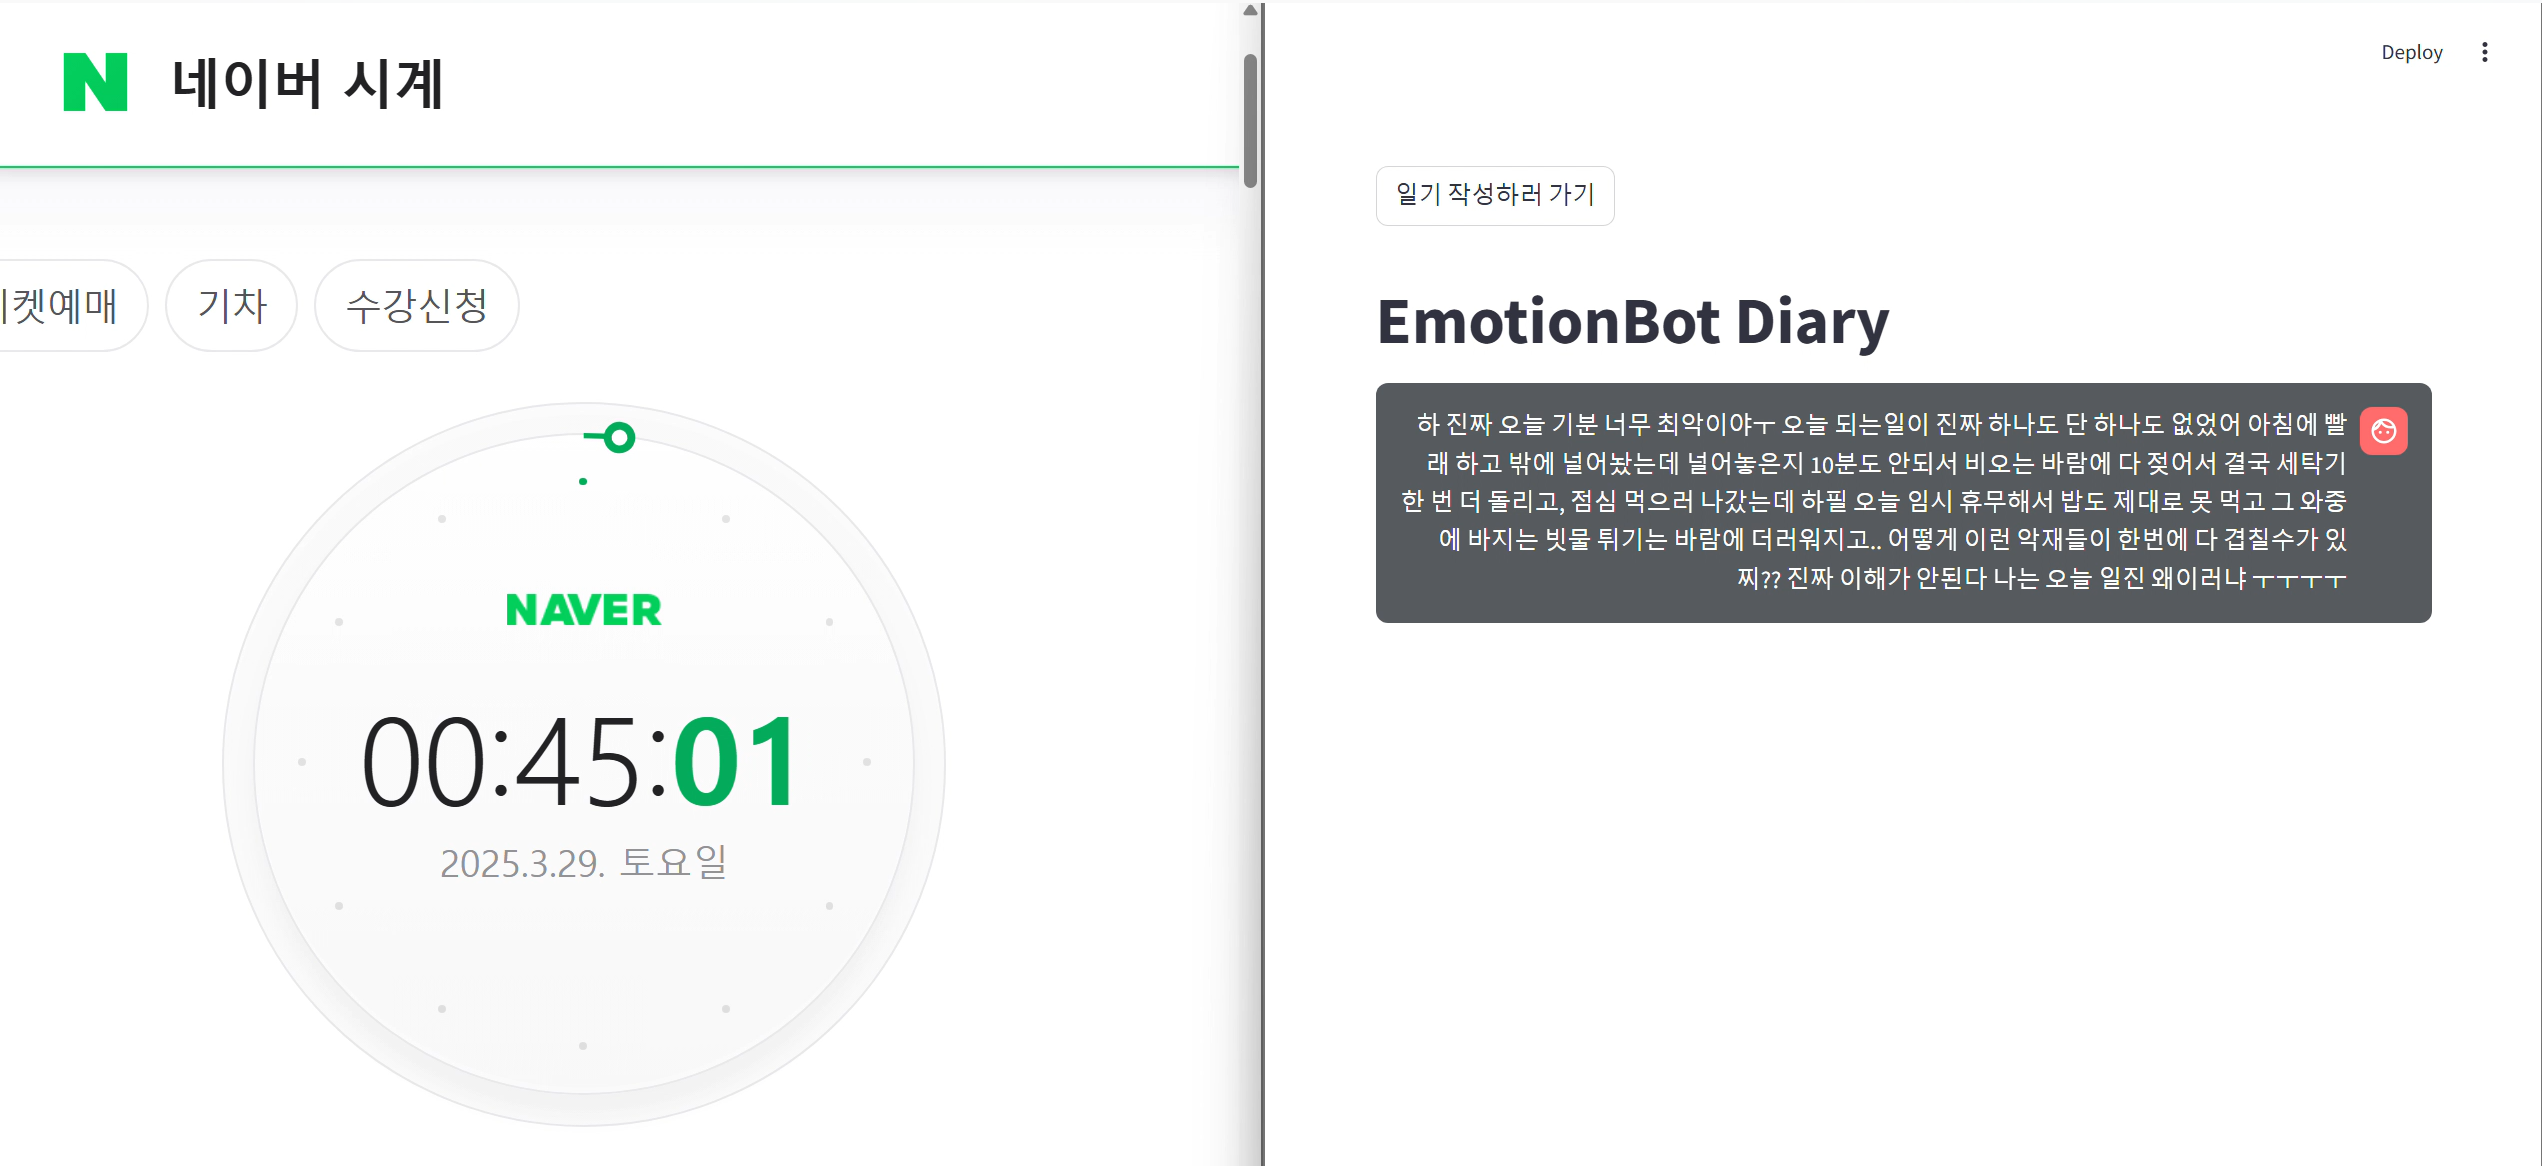 네이버 시계
켓예매
기차
수강신청
NAVER
00:45:01
2025.3.29. 토요일
Deploy
일기 작성하러 가기
EmotionBot Diary
하 진짜 오늘 기분 너무 최악이야ㅜ 오늘 되는일이 진짜 하나도 단 하나도 없었어 아침에 빨
래 하고 밖에 널어놨는데 널어놓은지 10분도 안되서 비오는 바람에 다 젖어서 결국 세탁기
한 번 더 돌리고, 점심 먹으러 나갔는데 하필 오늘 임시 휴무해서 밥도 제대로 못 먹고 그 와중
에 바지는 빗물 튀기는 바람에 더러워지고.. 어떻게 이런 악재들이 한번에 다 겹칠수가 있
찌?? 진짜 이해가 안된다 나는 오늘 일진 왜이러냐 ㅜㅜㅜㅜ